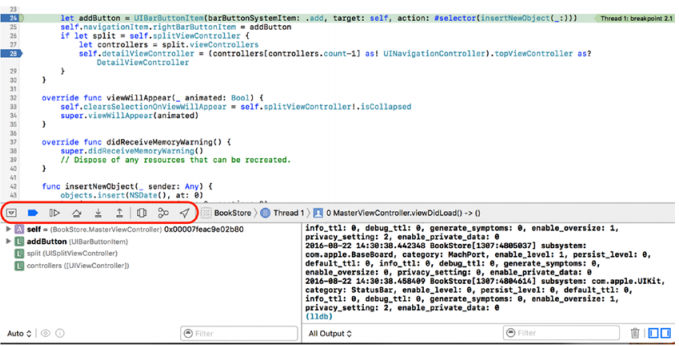 23
24 let addButton = UIBarButtonItem(barButtonSystemItem: .add, target: self, action: #selector(insertNewObject(_:))) Thread 1: breakpoint 2.1
25 self.navigationItem.rightBarButtonItem = addButton
26 if let split = self.splitViewController {
27 let controllers = split.viewControllers
28 self.detailViewController = (controllers[controllers.count-1] as! UINavigationController).topViewController as?
DetailViewController
29 }
30 }
31
32 override func viewWillAppear(_ animated: Bool) {
33 self.clearsSelectionOnViewWillAppear = self.splitViewController!.isCollapsed
34 super.viewWillAppear(animated)
35 }
36
37 override func didReceiveMemoryWarning() {
38 super.didReceiveMemoryWarning()
39 // Dispose of any resources that can be recreated.
40 }
41
42 func insertNewObject(_ sender: Any) {
43 objects.insert(NSDate(), at: 0)
BookStore Thread 1 0 MasterViewController.viewDidLoad() -> ()
A self = (BookStore.MasterViewController) 0x00007feac9e02b80
L addButton (UIBarButtonItem)
L split (UISplitViewController)
L controllers ([UIViewController])
info_ttl: 0, debug_ttl: 0, generate_symptoms: 0, enable_oversize: 1,
privacy_setting: 2, enable_private_data: 0
2016-08-22 14:30:38.442348 BookStore[1307:4805037] subsystem:
com.apple.BaseBoard, category: MachPort, enable_level: 1, persist_level: 0,
default_ttl: 0, info_ttl: 0, debug_ttl: 0, generate_symptoms: 0,
enable_oversize: 0, privacy_setting: 0, enable_private_data: 0
2016-08-22 14:30:38.458409 BookStore[1307:4804614] subsystem: com.apple.UIKit,
category: StatusBar, enable_level: 0, persist_level: 0, default_ttl: 0,
info_ttl: 0, debug_ttl: 0, generate_symptoms: 0, enable_oversize: 1,
privacy_setting: 2, enable_private_data: 0
(lldb)
Auto Filter All Output Filter